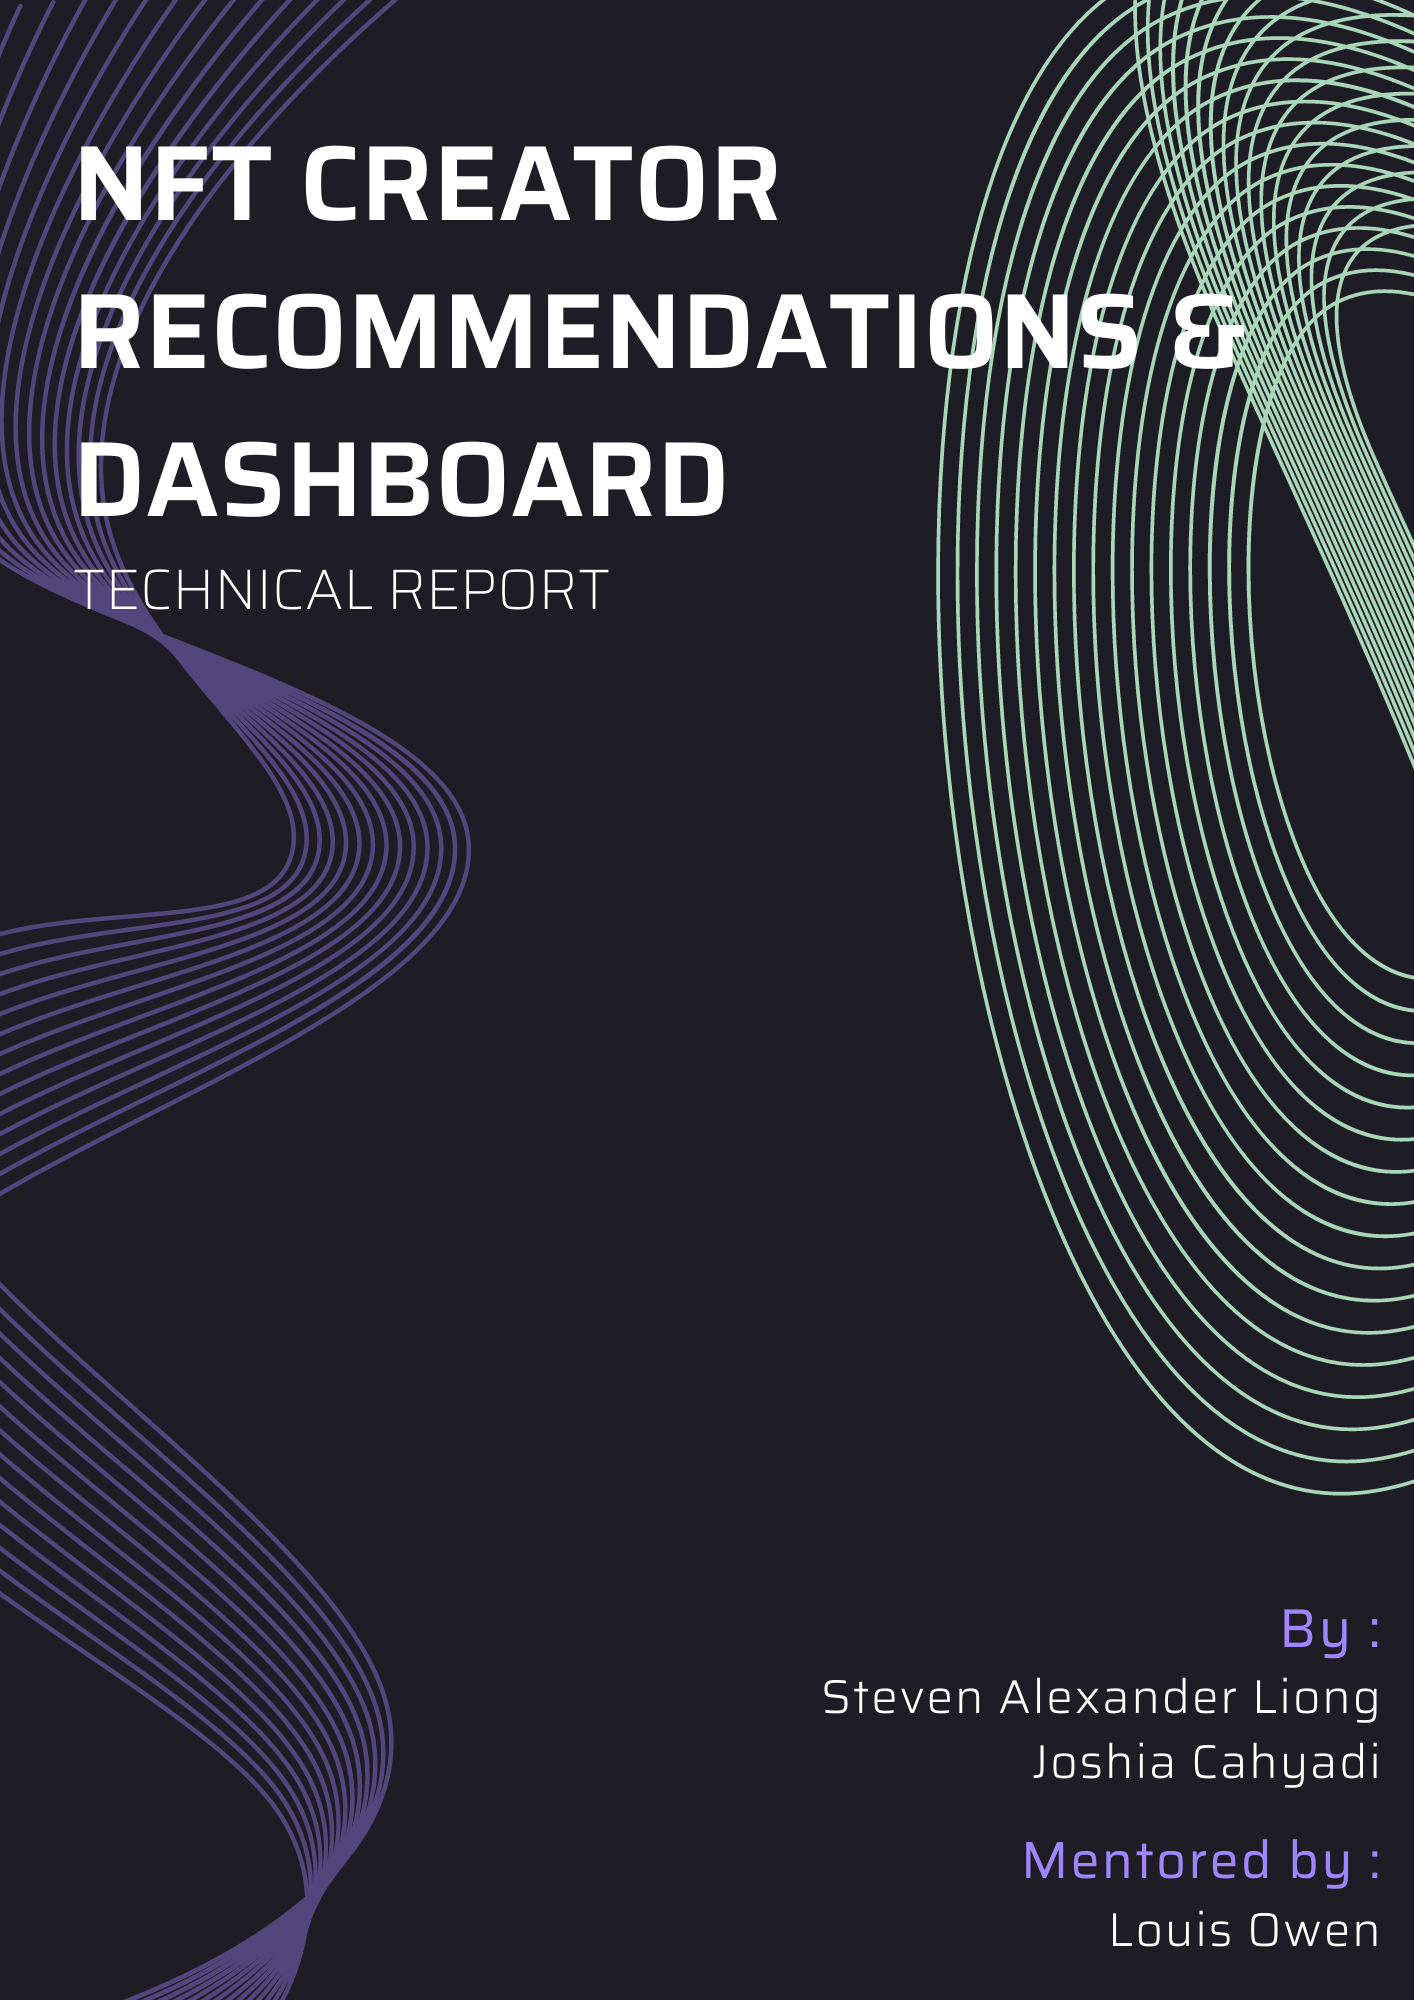 NFT CREATOR
RECOMMENDATIONS &
DASHBOARD
TECHNICAL REPORT
By :
Steven Alexander Liong
Joshia Cahyadi
Mentored by :
Louis Owen